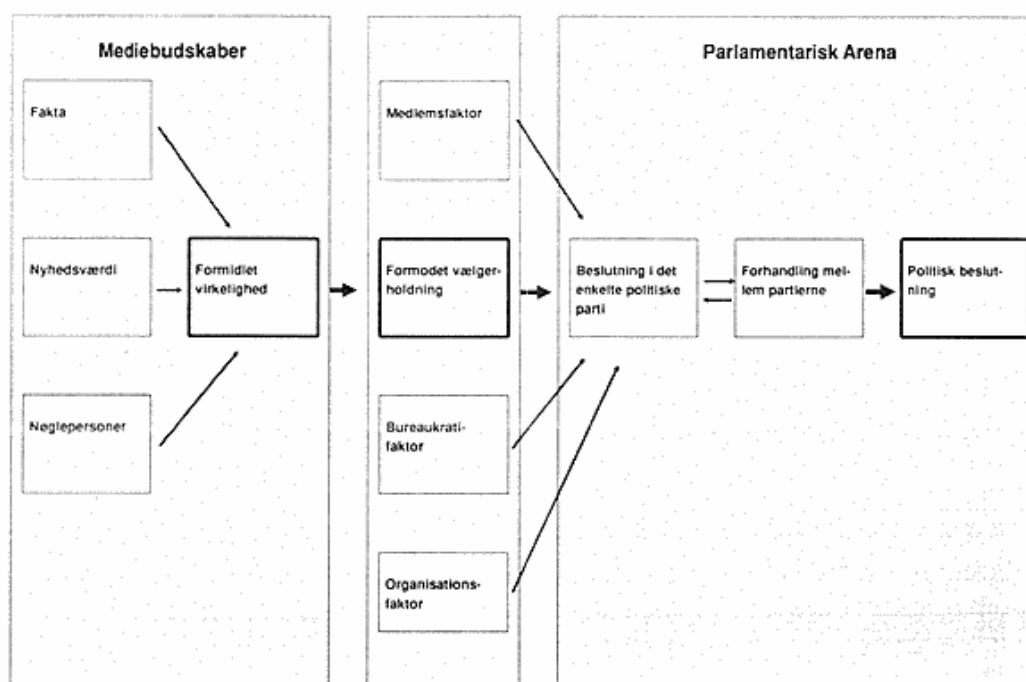 Mediebudskaber
Fakta
Nyhedsværdi
Formidlet
virkelighed
Nøglepersoner
Medlemsfaktor
Formodet vælger-
holdning
Bureaukrati-
faktor
Organisations-
faktor
Parlamentarisk Arena
Beslutning i det
enkelte politiske
parti
Forhandling mel-
lem partierne
Politisk beslut-
ning